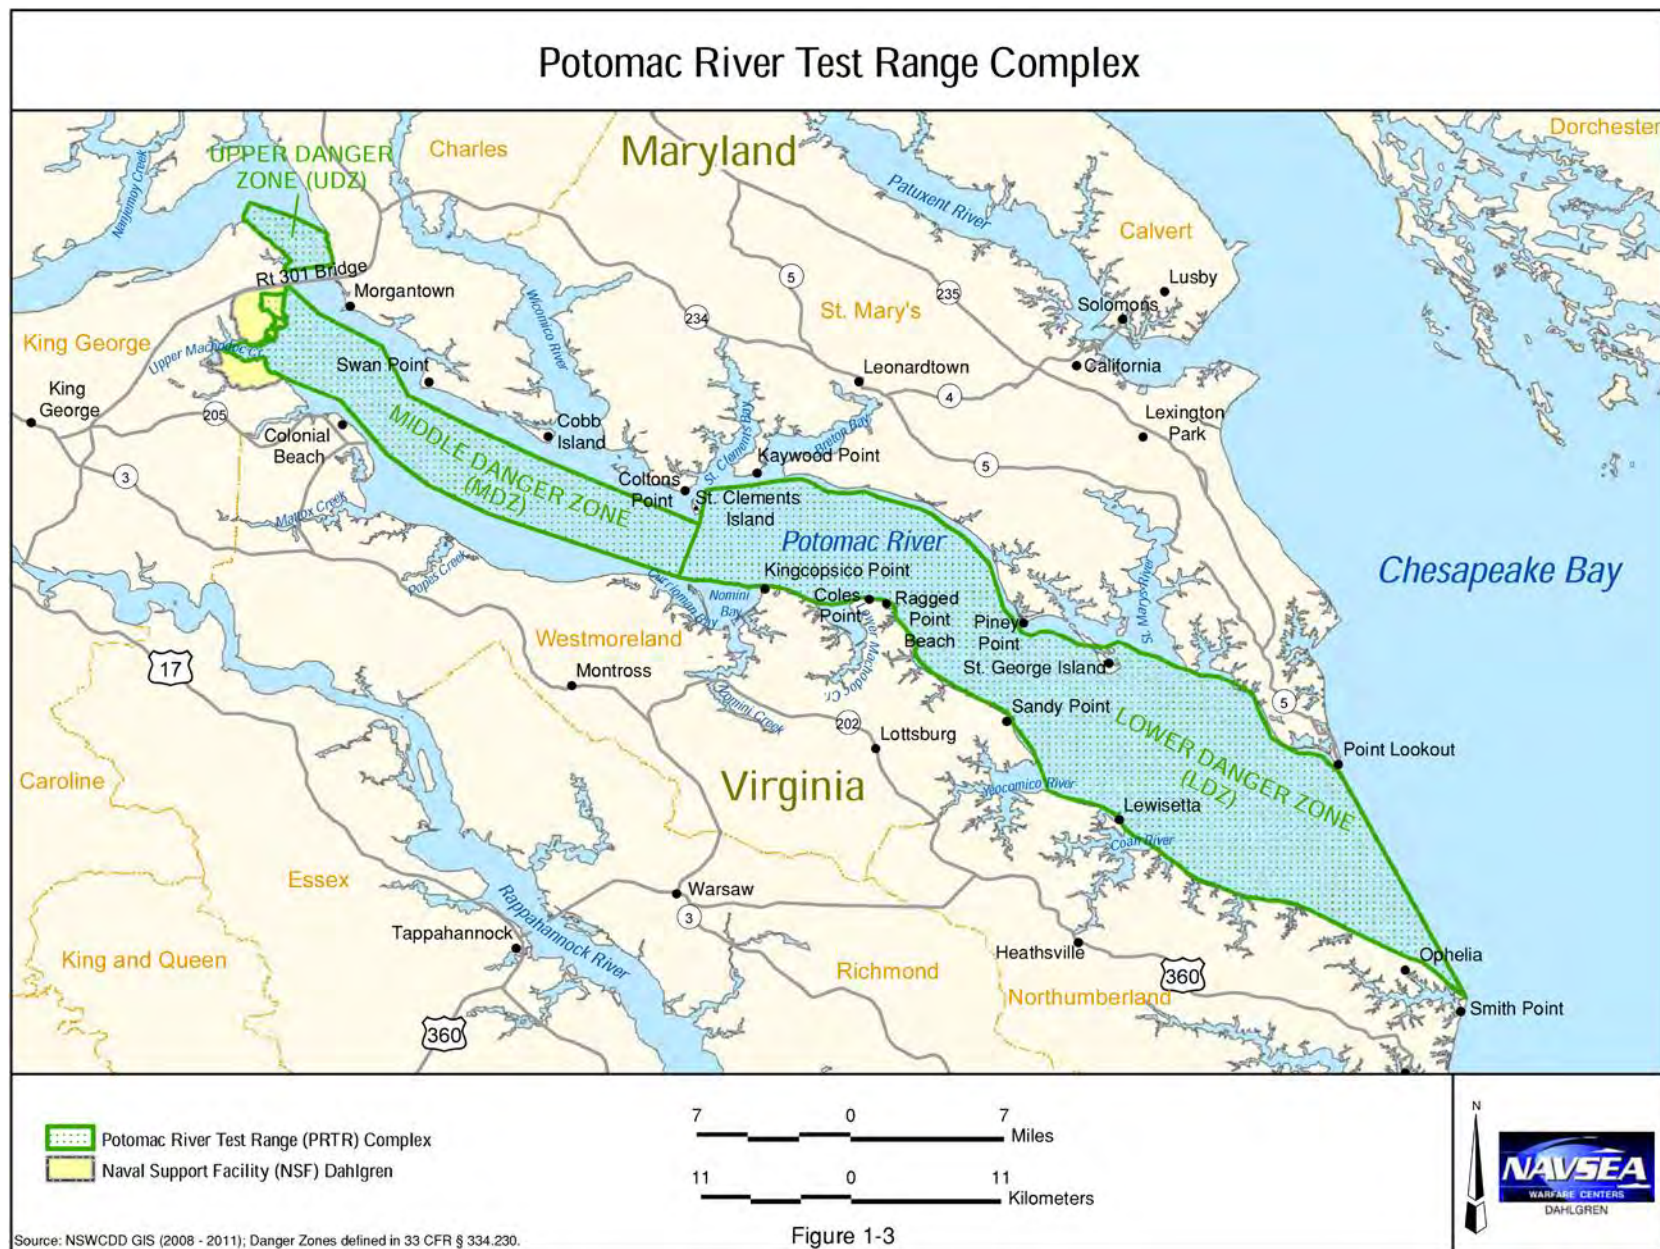 Potomac River Test Range Complex
Dorchester
Charles
Maryland
UPPER DANGER
ZONE (UDZ)
Nanjemoy Creek
Patuxent River
Calvert
Lusby
Rt 301 Bridge
Morgantown
Wicomico River
5
235
St. Mary's
Solomons
234
King George
Upper Machodoc Cr.
Swan Point
Leonardtown
California
King
George
205
4
Lexington
Park
Colonial
Beach
MIDDLE DANGER ZONE
(MDZ)
Cobb
Island
St. Clements Bay
Breton Bay
Kaywood Point
5
3
Coltons
Point
St. Clements
Island
Mattox Creek
Potomac River
Chesapeake Bay
Popes Creek
Currioman Bay
Nomini
Bay
Kingcopsico Point
Coles
Point
Ragged
Point
Beach
Lower Machodoc Cr.
Piney
Point
St. Marys River
Westmoreland
St. George Island
17
Montross
Nomini Creek
202
Sandy Point
5
LOWER DANGER ZONE
(LDZ)
Lottsburg
Point Lookout
Caroline
Virginia
Yeocomico River
Lewisetta
Coan River
Essex
Warsaw
3
Rappahannock River
Tappahannock
Heathsville
Ophelia
King and Queen
Richmond
360
Northumberland
Smith Point
360
7 0 7
Miles
Potomac River Test Range (PRTR) Complex
Naval Support Facility (NSF) Dahlgren
11 0 11
Kilometers
N
NAVSEA
WARFARE CENTERS
DAHLGREN
Source: NSWCDD GIS (2008 - 2011); Danger Zones defined in 33 CFR § 334.230.
Figure 1-3